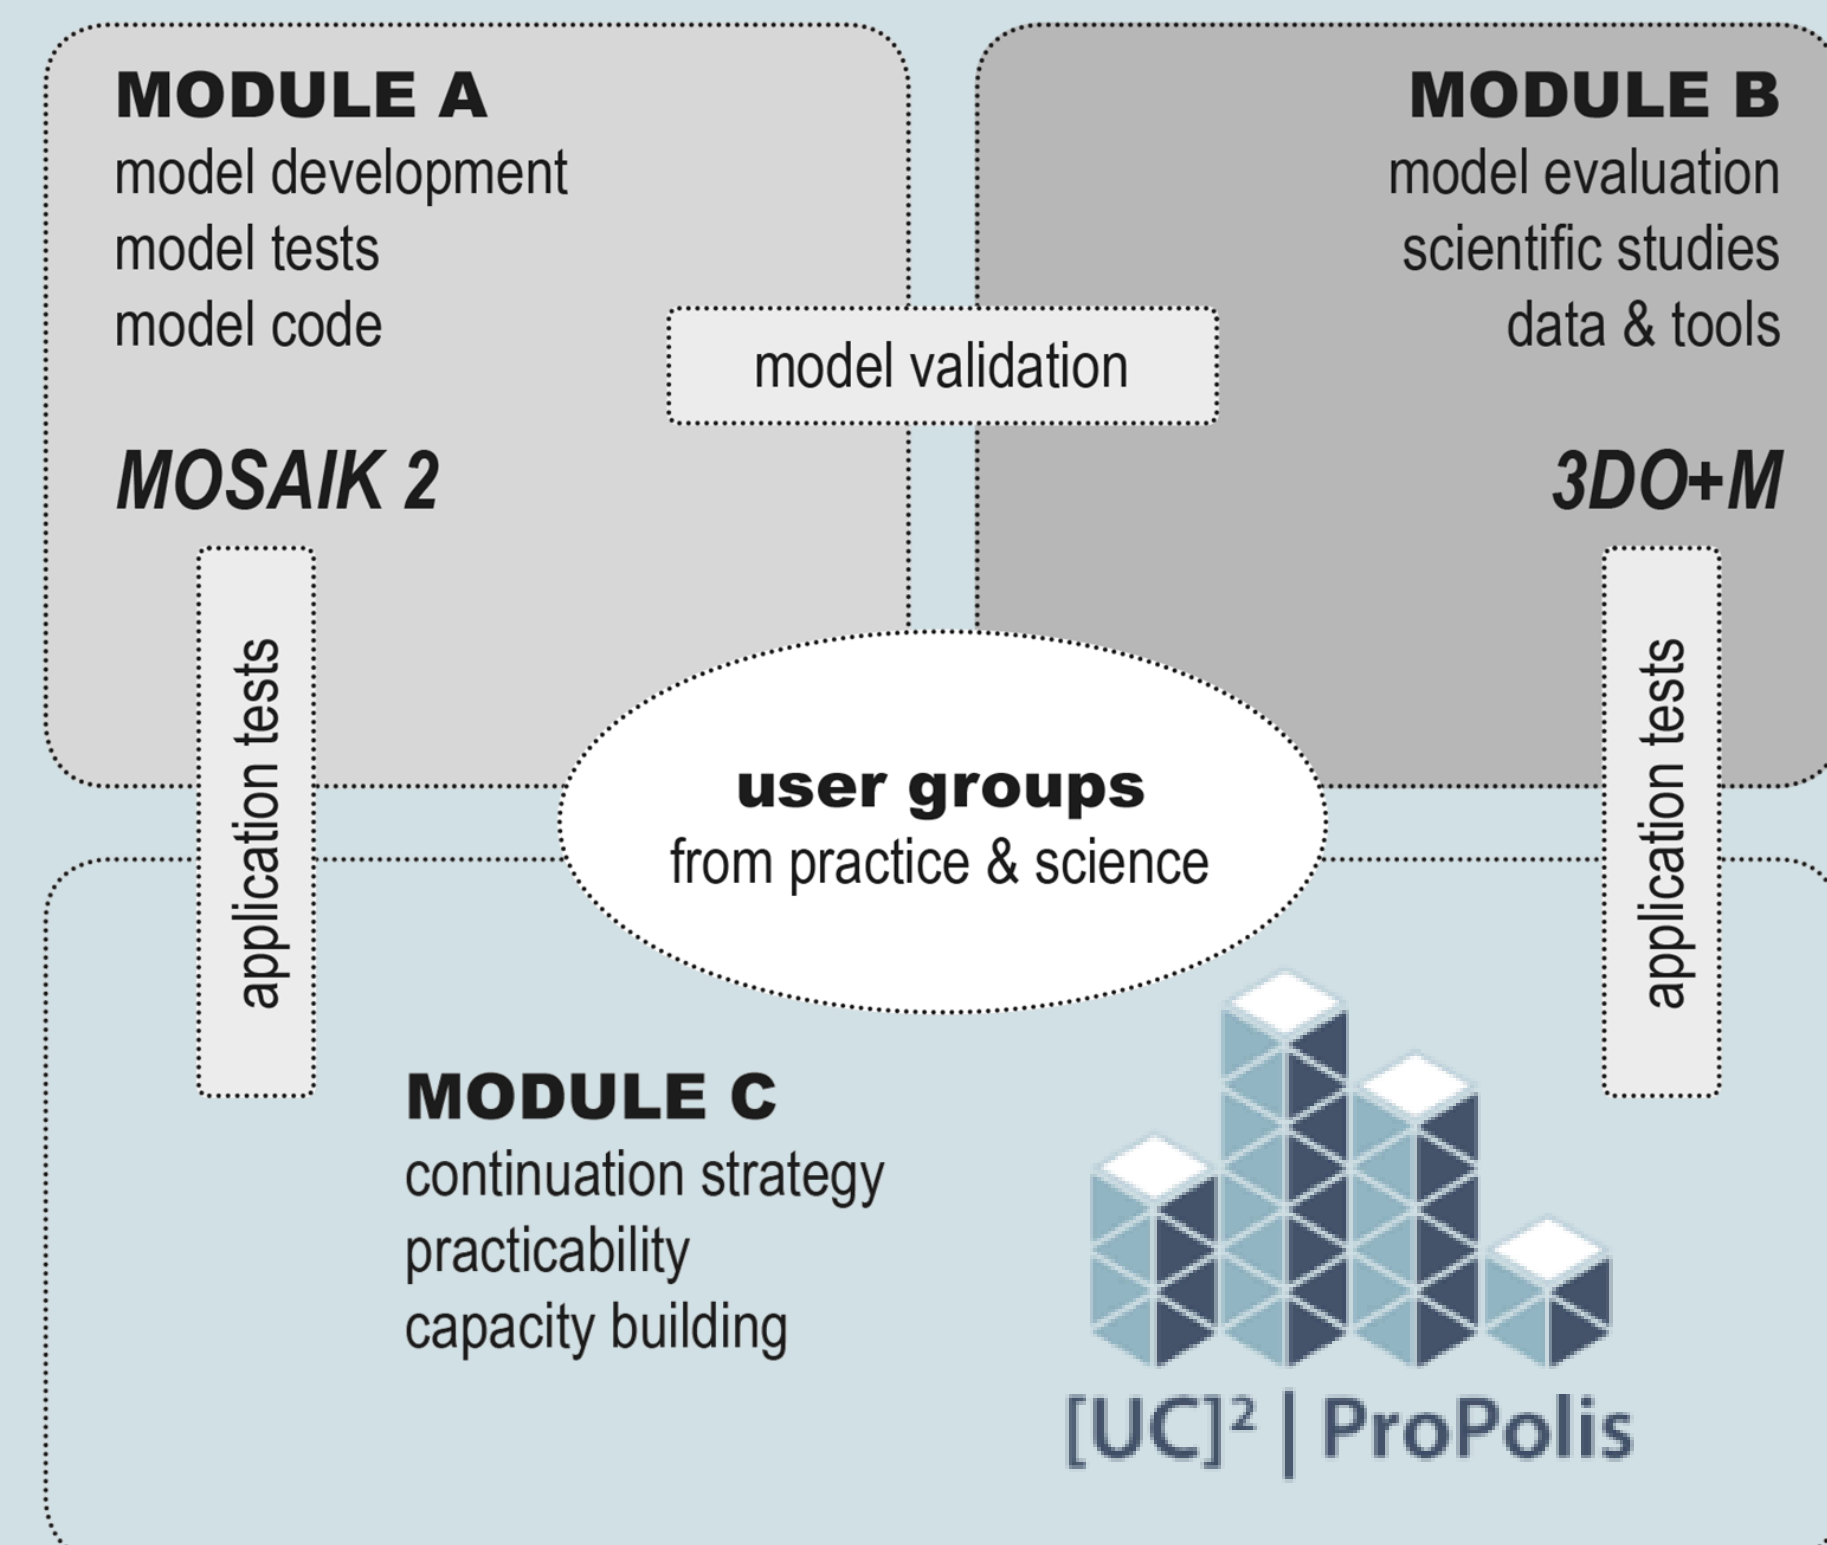 MODULE A
model development
model tests
model code
MOSAIK 2
MODULE B
model evaluation
scientific studies
data & tools
3DO+M
model validation
application tests
application tests
user groups
from practice & science
MODULE C
continuation strategy
practicability
capacity building
[UC]² | ProPolis